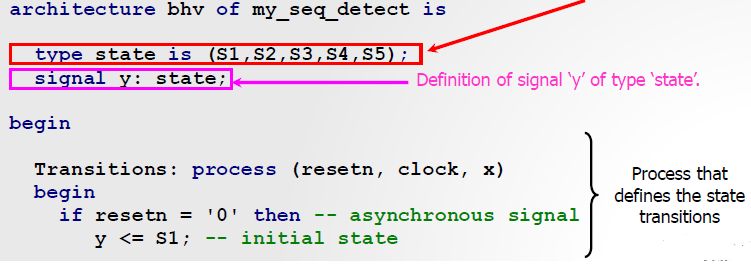 architecture bhv of my_seq_detect is
type state is (S1,S2,S3,S4,S5);
signal y: state;
Definition of signal ‘y’ of type ‘state’.
begin
Transitions: process (resetn, clock, x)
begin
if resetn = '0' then -- asynchronous signal
y <= S1; -- initial state
Process that
defines the state
transitions